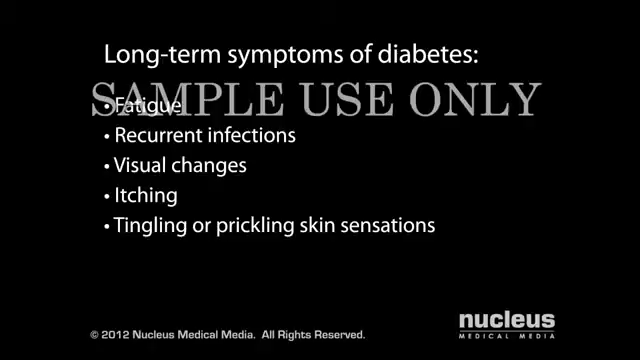 Long-term symptoms of diabetes:
SAMPLE USE ONLY
• Fatigue
• Recurrent infections
• Visual changes
• Itching
• Tingling or prickling skin sensations
© 2012 Nucleus Medical Media. All Rights Reserved.
nucleus
MEDICAL MEDIA